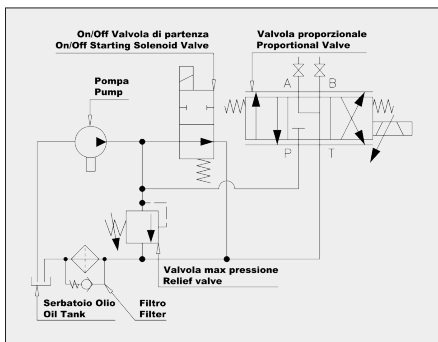 On/Off Valvola di partenza
On/Off Starting Solenoid Valve
Valvola proporzionale
Proportional Valve
Pompa
Pump
A
B
P
T
Valvola max pressione
Relief valve
Serbatoio Olio
Oil Tank
Filtro
Filter